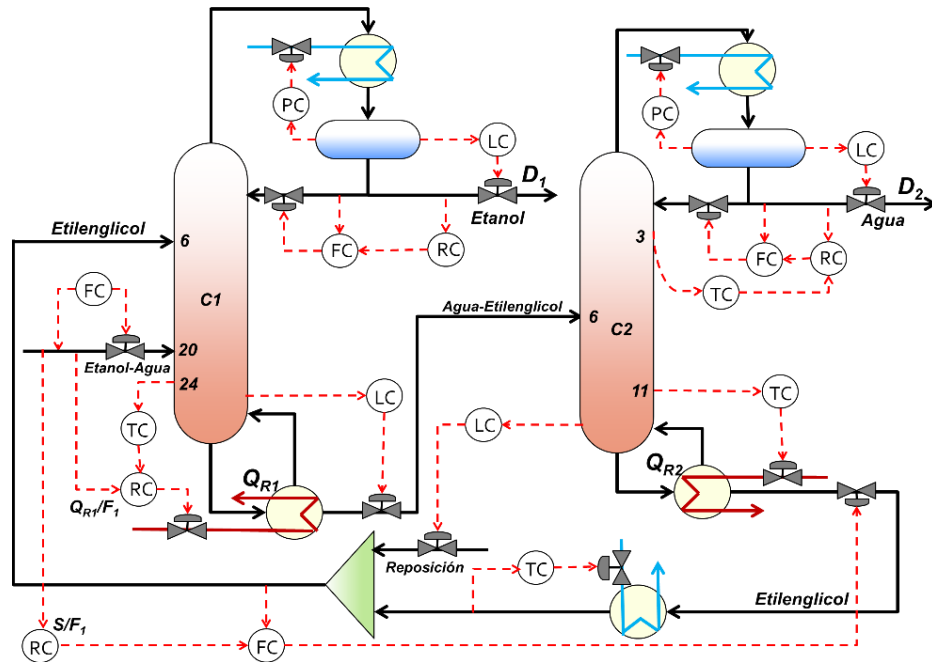 PC
LC
D1
Etanol
FC
RC
PC
LC
D2
Agua
FC
RC
TC
3
Etilenglicol
6
FC
C1
Agua-Etilenglicol
6
C2
20
Etanol-Agua
24
TC
RC
QR1/F1
LC
QR1
11
TC
LC
QR2
Reposición
TC
Etilenglicol
S/F1
RC
FC